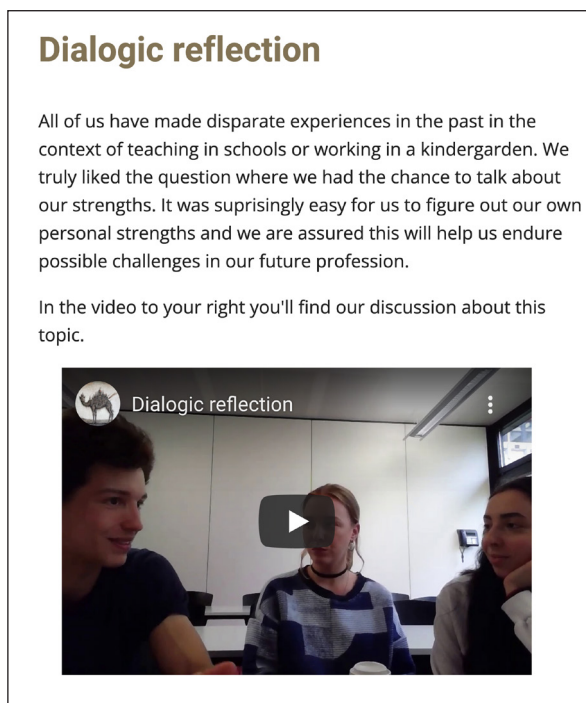 Dialogic reflection
All of us have made disparate experiences in the past in the
context of teaching in schools or working in a kindergarden. We
truly liked the question where we had the chance to talk about
our strengths. It was suprisingly easy for us to figure out our own
personal strengths and we are assured this will help us endure
possible challenges in our future profession.
In the video to your right you'll find our discussion about this
topic.
Dialogic reflection